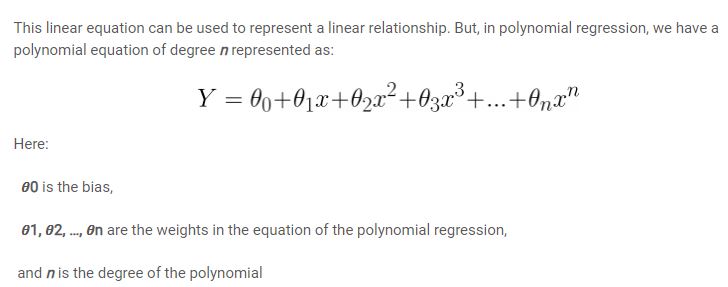 This linear equation can be used to represent a linear relationship. But, in polynomial regression, we have a
polynomial equation of degree n represented as:
Y = θ₀+θ₁x+θ₂x²+θ₃x³+...+θₙxⁿ
Here:
θ0 is the bias,
θ1, θ2, …, θn are the weights in the equation of the polynomial regression,
and n is the degree of the polynomial